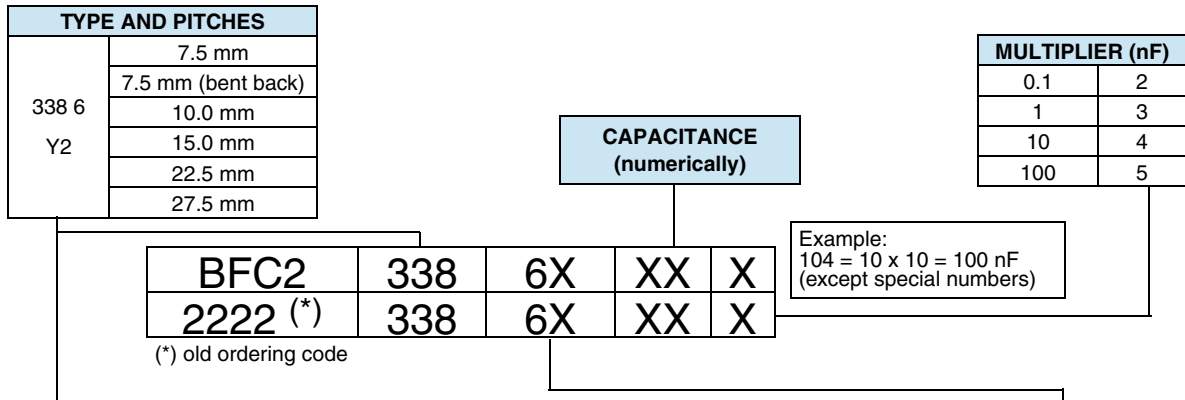 TYPE AND PITCHES
338 6
Y2
7.5 mm
7.5 mm (bent back)
10.0 mm
15.0 mm
22.5 mm
27.5 mm
CAPACITANCE
(numerically)
MULTIPLIER (nF)
0.1 2
1 3
10 4
100 5
Example:
104 = 10 x 10 = 100 nF
(except special numbers)
BFC2 338 6X XX X
2222 (*) 338 6X XX X
(*) old ordering code